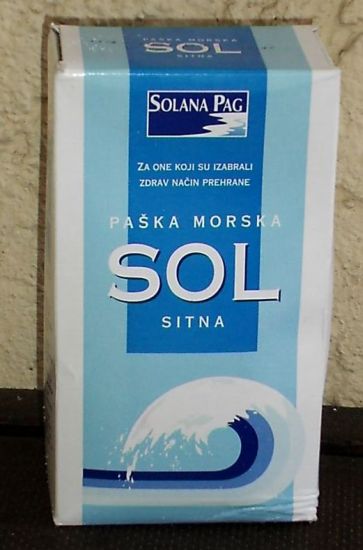 PAŠKA MORSKA
SOL
SITNA
SOLANA PAG
ZA ONE KOJI SU IZABRALI
ZDRAV NAČIN PREHRANE
PAŠKA MORSKA
SOL
SITNA